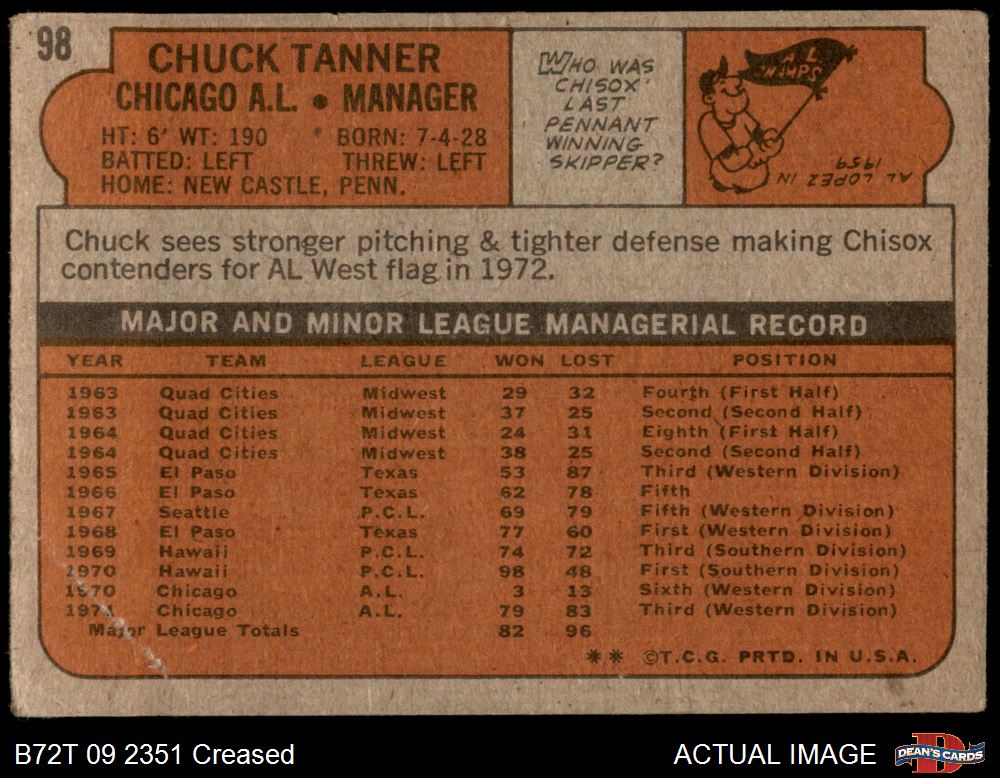 98
CHUCK TANNER
CHICAGO A.L. • MANAGER
HT: 6' WT: 190 BORN: 7-4-28
BATTED: LEFT THREW: LEFT
HOME: NEW CASTLE, PENN.
WHO WAS
CHISOX'
LAST
PENNANT
WINNING
SKIPPER?
AL
CHAMPS
AL LOPEZ IN
1959
Chuck sees stronger pitching & tighter defense making Chisox
contenders for AL West flag in 1972.
MAJOR AND MINOR LEAGUE MANAGERIAL RECORD
YEAR TEAM LEAGUE WON LOST POSITION
1963 Quad Cities Midwest 29 32 Fourth (First Half)
1963 Quad Cities Midwest 37 25 Second (Second Half)
1964 Quad Cities Midwest 24 31 Eighth (First Half)
1964 Quad Cities Midwest 38 25 Second (Second Half)
1965 El Paso Texas 53 87 Third (Western Division)
1966 El Paso Texas 62 78 Fifth
1967 Seattle P.C.L. 69 79 Fifth (Western Division)
1968 El Paso Texas 77 60 First (Western Division)
1969 Hawaii P.C.L. 74 72 Third (Southern Division)
1970 Hawaii P.C.L. 98 48 First (Southern Division)
1970 Chicago A.L. 3 13 Sixth (Western Division)
1971 Chicago A.L. 79 83 Third (Western Division)
Major League Totals 82 96
** ©T.C.G. PRTD. IN U.S.A.
B72T 09 2351 Creased ACTUAL IMAGE DEAN'S CARDS